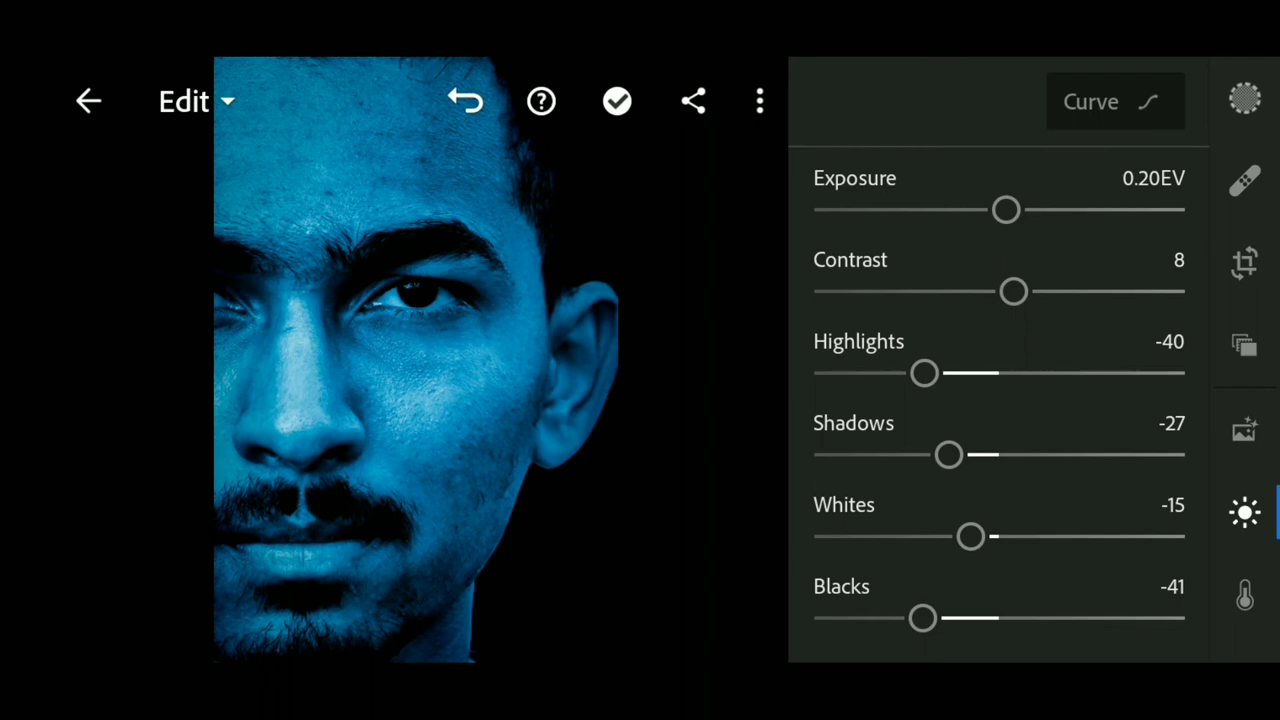 Edit
Curve
Exposure 0.20EV
Contrast 8
Highlights -40
Shadows -27
Whites -15
Blacks -41